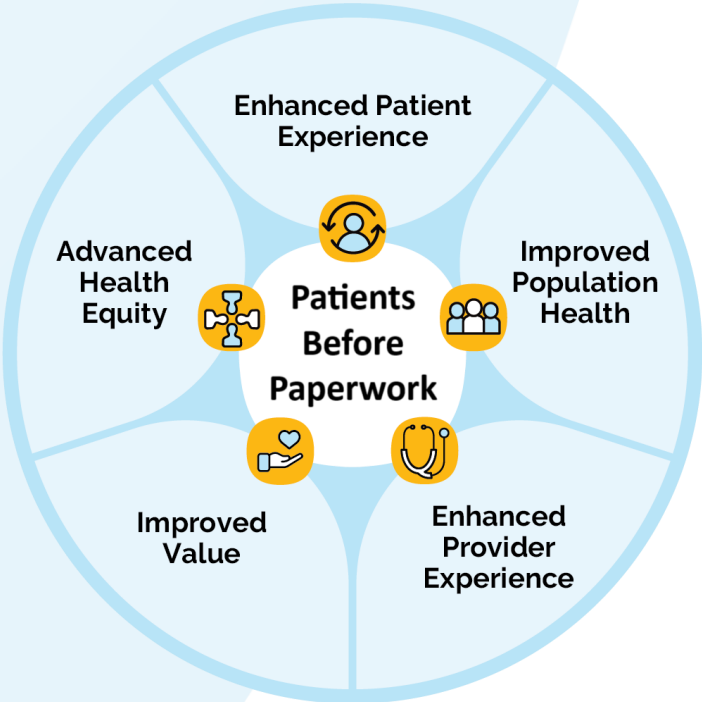 Enhanced Patient
Experience
Advanced
Health
Equity
Improved
Population
Health
Patients
Before
Paperwork
Improved
Value
Enhanced
Provider
Experience